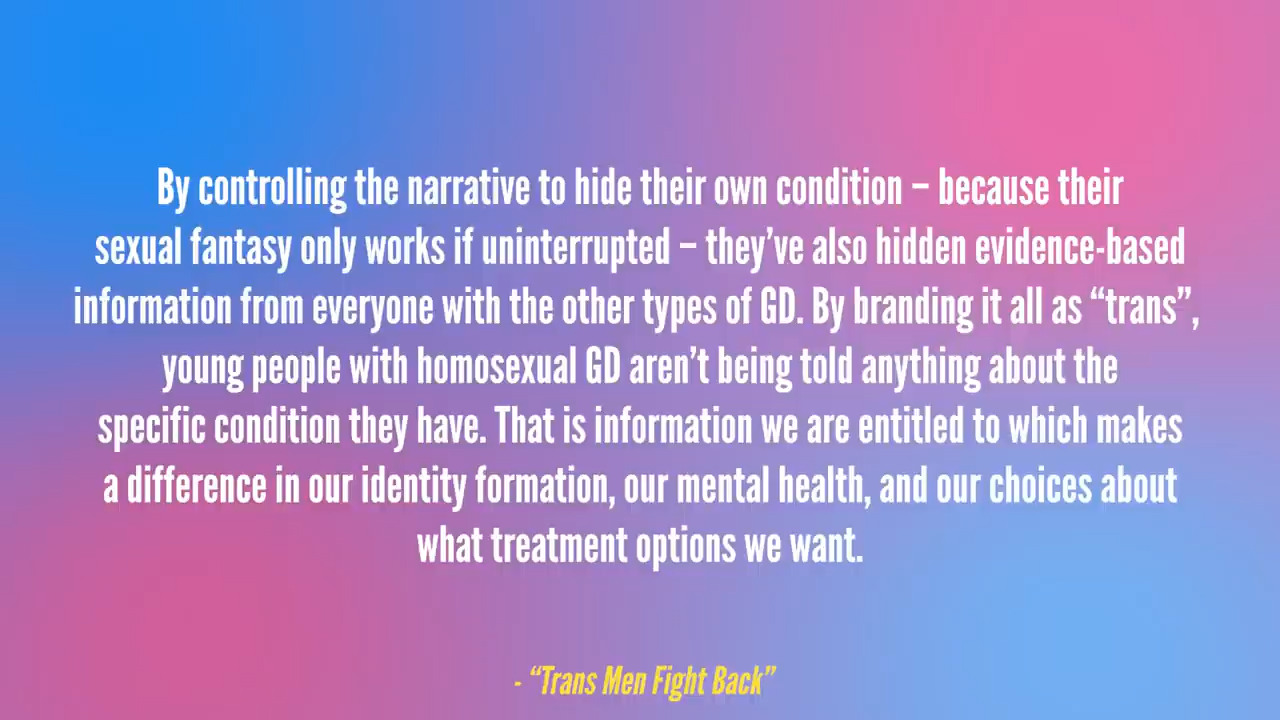 By controlling the narrative to hide their own condition – because their
sexual fantasy only works if uninterrupted – they’ve also hidden evidence-based
information from everyone with the other types of GD. By branding it all as “trans”,
young people with homosexual GD aren’t being told anything about the
specific condition they have. That is information we are entitled to which makes
a difference in our identity formation, our mental health, and our choices about
what treatment options we want.
- “Trans Men Fight Back”